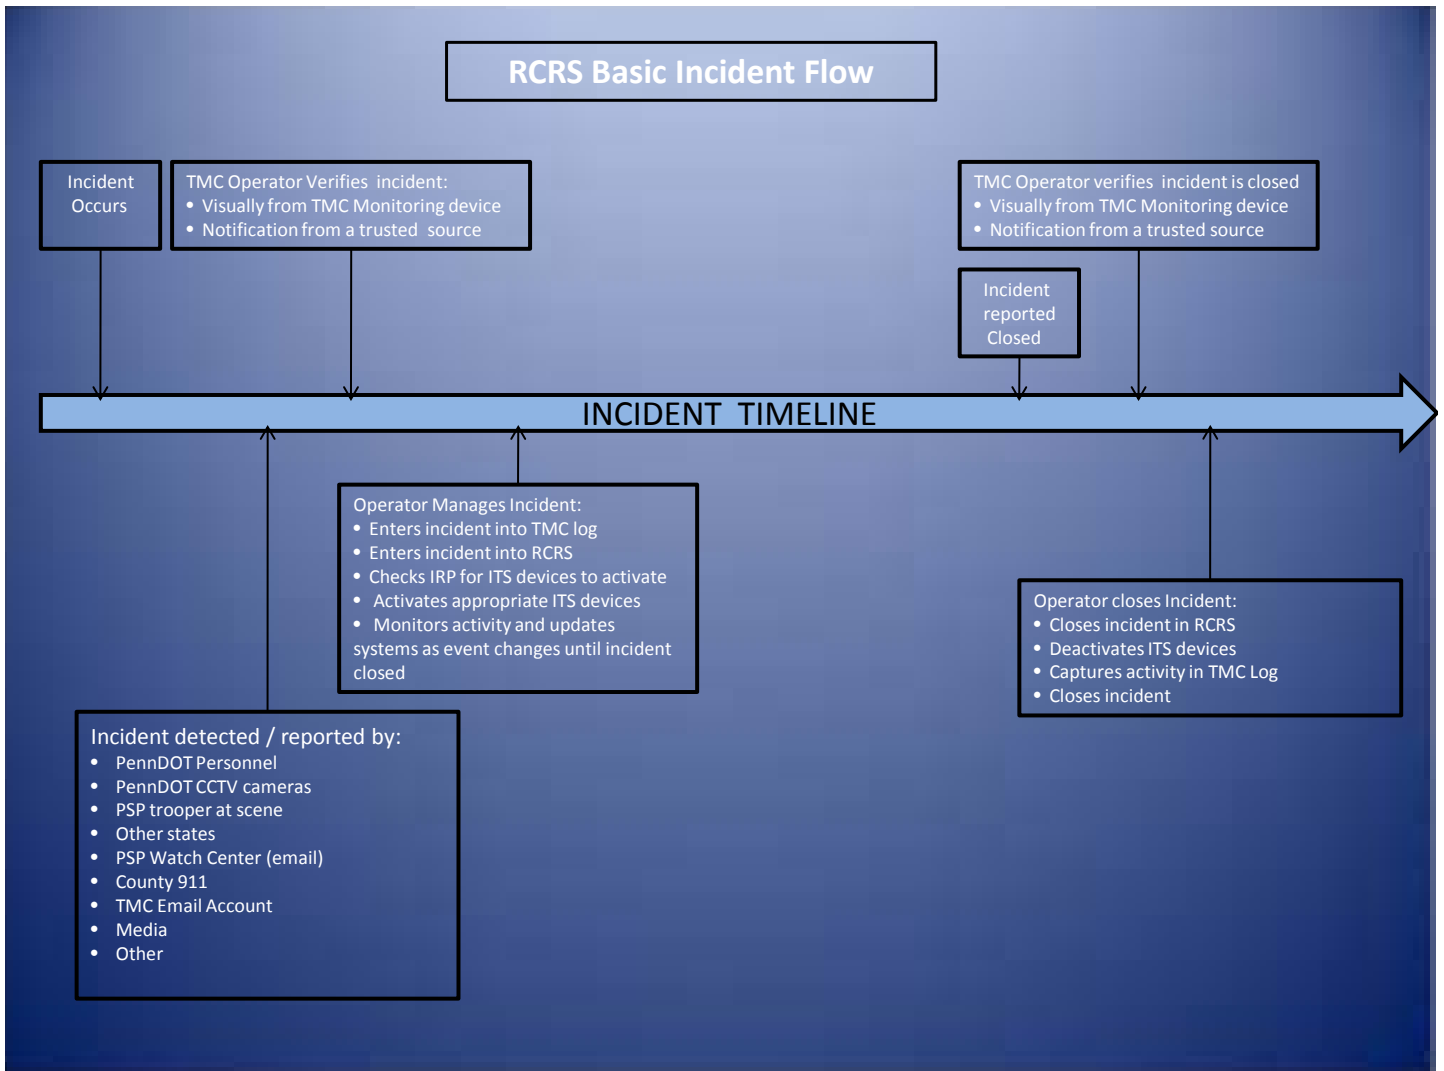 RCRS Basic Incident Flow
Incident
Occurs
TMC Operator Verifies incident:
• Visually from TMC Monitoring device
• Notification from a trusted source
TMC Operator verifies incident is closed
• Visually from TMC Monitoring device
• Notification from a trusted source
Incident
reported
Closed
INCIDENT TIMELINE
Operator Manages Incident:
• Enters incident into TMC log
• Enters incident into RCRS
• Checks IRP for ITS devices to activate
• Activates appropriate ITS devices
• Monitors activity and updates
systems as event changes until incident
closed
Operator closes Incident:
• Closes incident in RCRS
• Deactivates ITS devices
• Captures activity in TMC Log
• Closes incident
Incident detected / reported by:
• PennDOT Personnel
• PennDOT CCTV cameras
• PSP trooper at scene
• Other states
• PSP Watch Center (email)
• County 911
• TMC Email Account
• Media
• Other